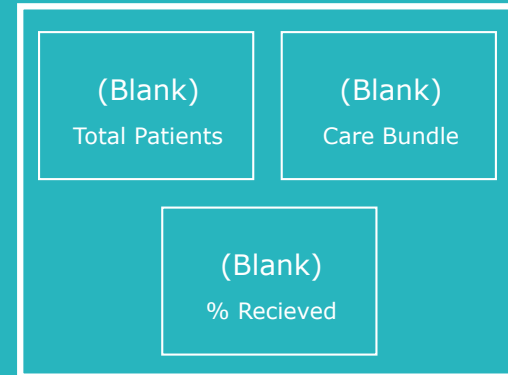 (Blank)
Total Patients
(Blank)
Care Bundle
(Blank)
% Recieved